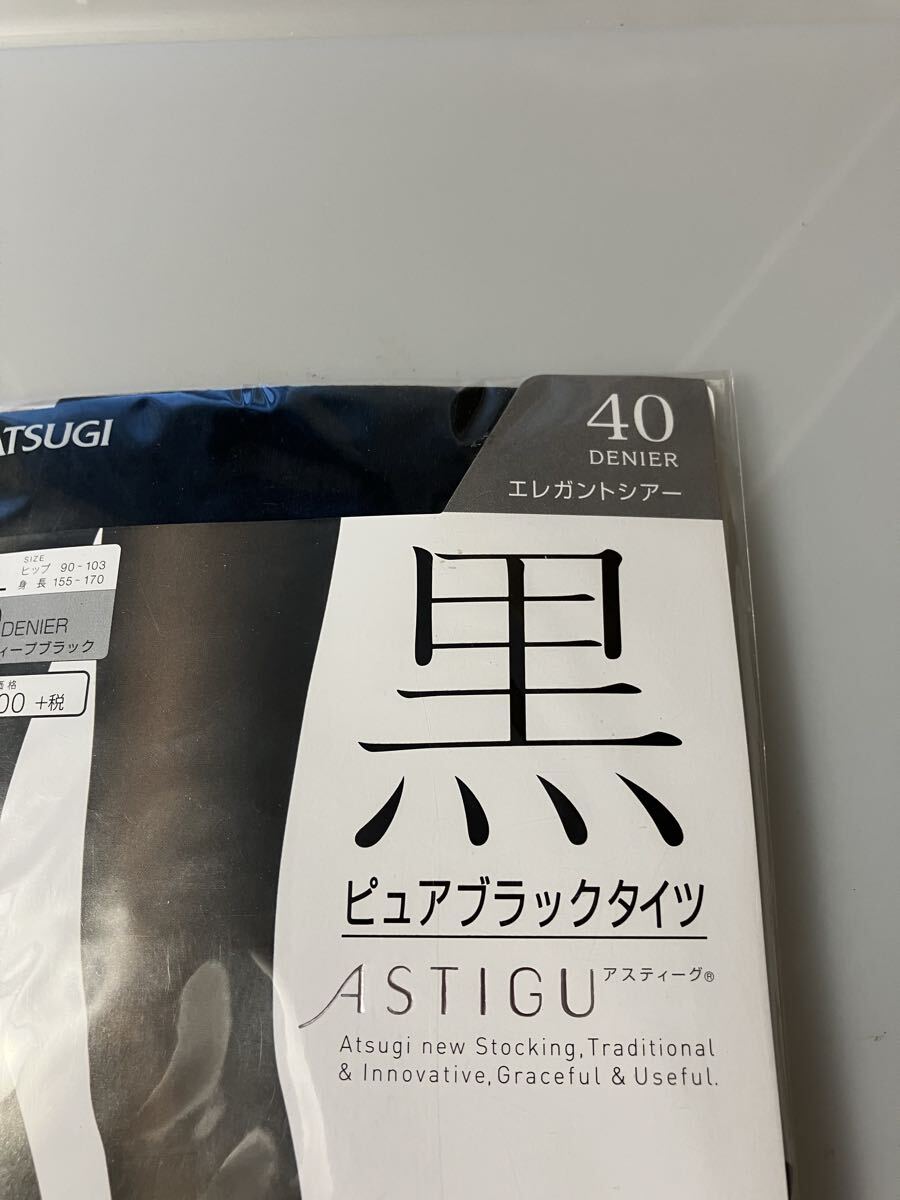 ATSUGI
40
DENIER
エレガントシアー
SIZE
ヒップ 90-103
身長 155-170
DENIER
ィープブラック
価格
00 +税
黒
ピュアブラックタイツ
ASTIGU アスティーグ®
Atsugi new Stocking, Traditional
& Innovative, Graceful & Useful.